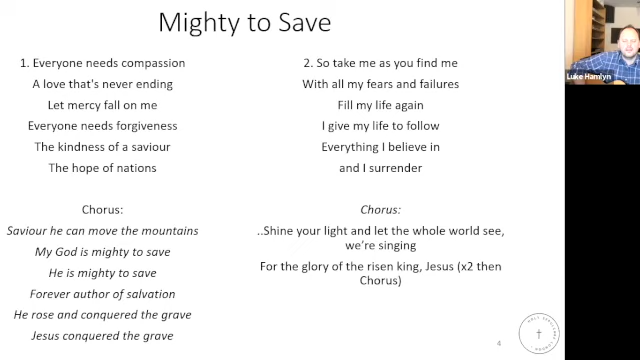 Mighty to Save
1. Everyone needs compassion
A love that's never ending
Let mercy fall on me
Everyone needs forgiveness
The kindness of a saviour
The hope of nations
Chorus:
Saviour he can move the mountains
My God is mighty to save
He is mighty to save
Forever author of salvation
He rose and conquered the grave
Jesus conquered the grave
2. So take me as you find me
With all my fears and failures
Fill my life again
I give my life to follow
Everything I believe in
and I surrender
Chorus:
..Shine your light and let the whole world see,
we're singing
For the glory of the risen king, Jesus (x2 then
Chorus)
4
Luke Hamlyn